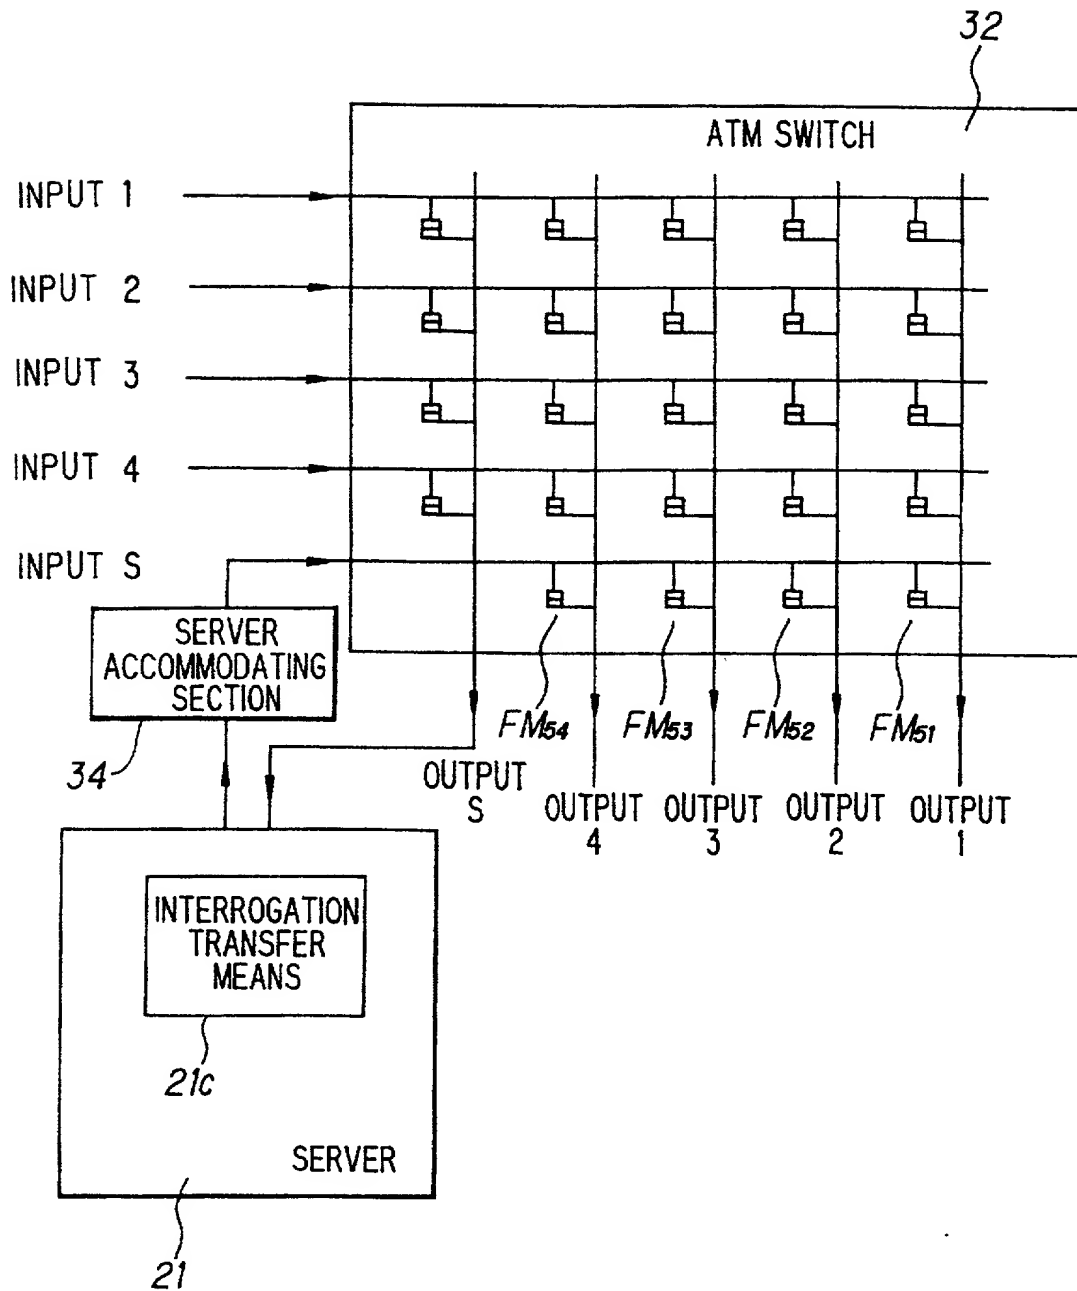 32
ATM SWITCH
INPUT 1
INPUT 2
INPUT 3
INPUT 4
INPUT S
SERVER
ACCOMMODATING
SECTION
34
FM54
FM53
FM52
FM51
OUTPUT
S
OUTPUT
4
OUTPUT
3
OUTPUT
2
OUTPUT
1
INTERROGATION
TRANSFER
MEANS
21c
SERVER
21